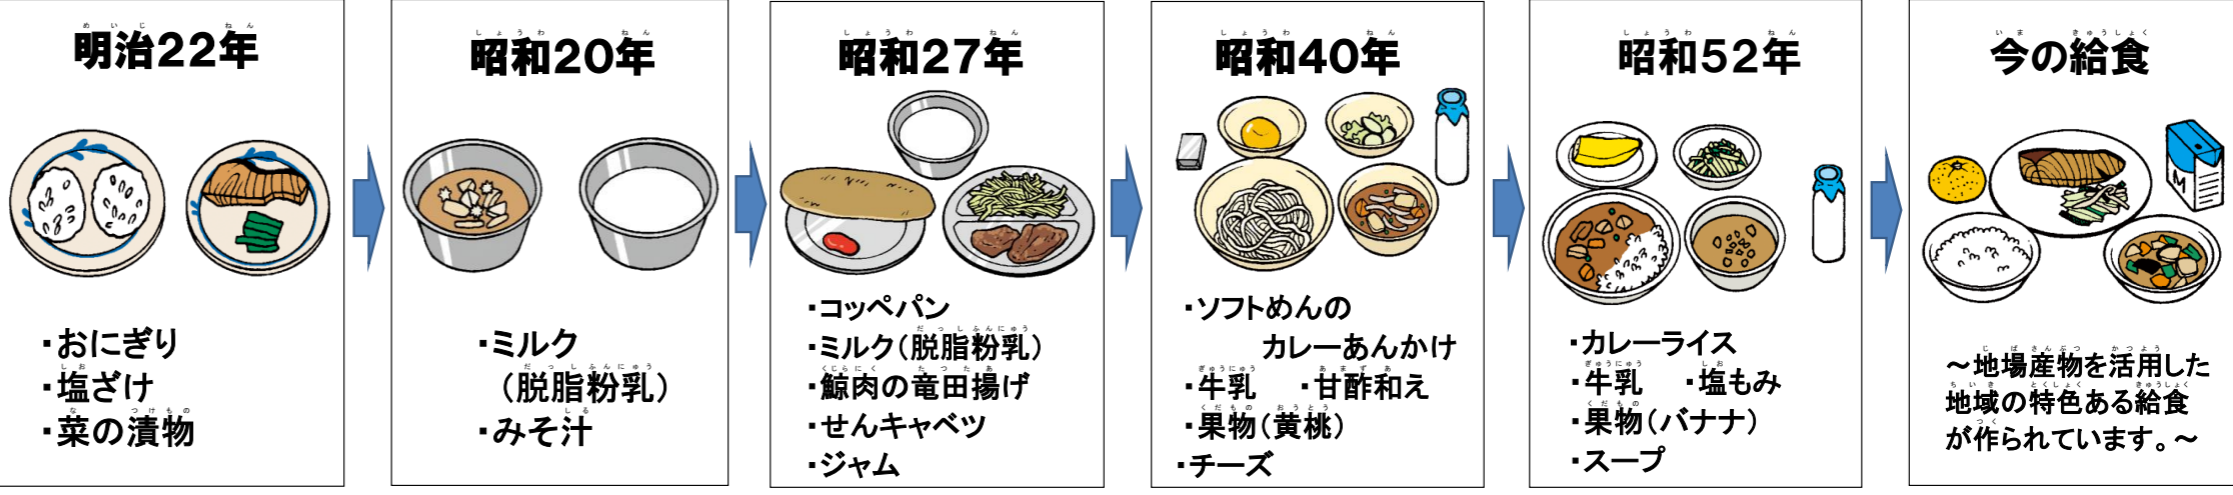 明治22年
・おにぎり
・塩ざけ
・菜の漬物
昭和20年
・ミルク
（脱脂粉乳）
・みそ汁
昭和27年
・コッペパン
・ミルク（脱脂粉乳）
・鯨肉の竜田揚げ
・せんキャベツ
・ジャム
昭和40年
・ソフトめんの
カレーあんかけ
・牛乳　・甘酢和え
・果物（黄桃）
・チーズ
昭和52年
・カレーライス
・牛乳　・塩もみ
・果物（バナナ）
・スープ
今の給食
M
～地場産物を活用した
地域の特色ある給食
が作られています。～